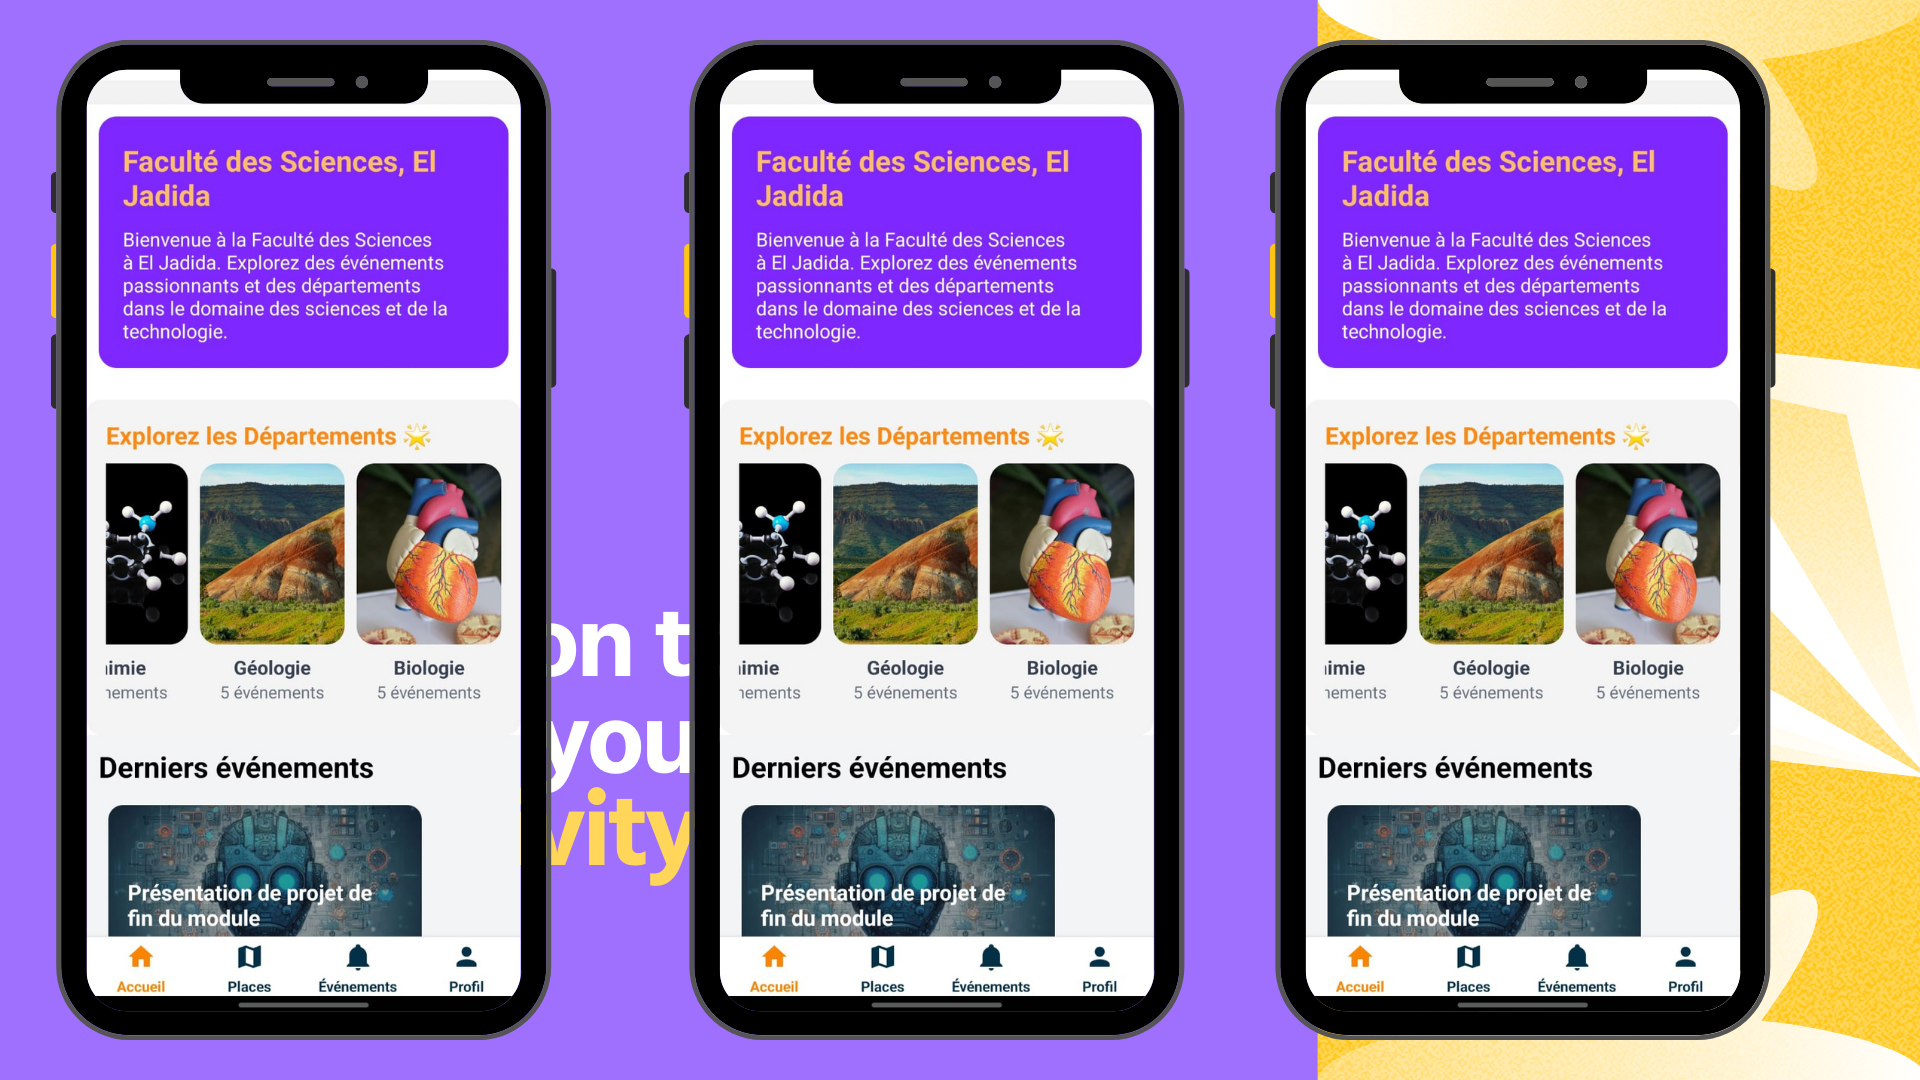 Faculté des Sciences, El
Jadida
Bienvenue à la Faculté des Sciences
à El Jadida. Explorez des événements
passionnants et des départements
dans le domaine des sciences et de la
technologie.
Explorez les Départements 🌟
imie
Géologie
Biologie
nements
5 événements
5 événements
Derniers événements
Présentation de projet de
fin du module
Accueil
Places
Événements
Profil
on t
you
vity
Faculté des Sciences, El
Jadida
Bienvenue à la Faculté des Sciences
à El Jadida. Explorez des événements
passionnants et des départements
dans le domaine des sciences et de la
technologie.
Explorez les Départements 🌟
imie
Géologie
Biologie
nements
5 événements
5 événements
Derniers événements
Présentation de projet de
fin du module
Accueil
Places
Événements
Profil
Faculté des Sciences, El
Jadida
Bienvenue à la Faculté des Sciences
à El Jadida. Explorez des événements
passionnants et des départements
dans le domaine des sciences et de la
technologie.
Explorez les Départements 🌟
imie
Géologie
Biologie
nements
5 événements
5 événements
Derniers événements
Présentation de projet de
fin du module
Accueil
Places
Événements
Profil